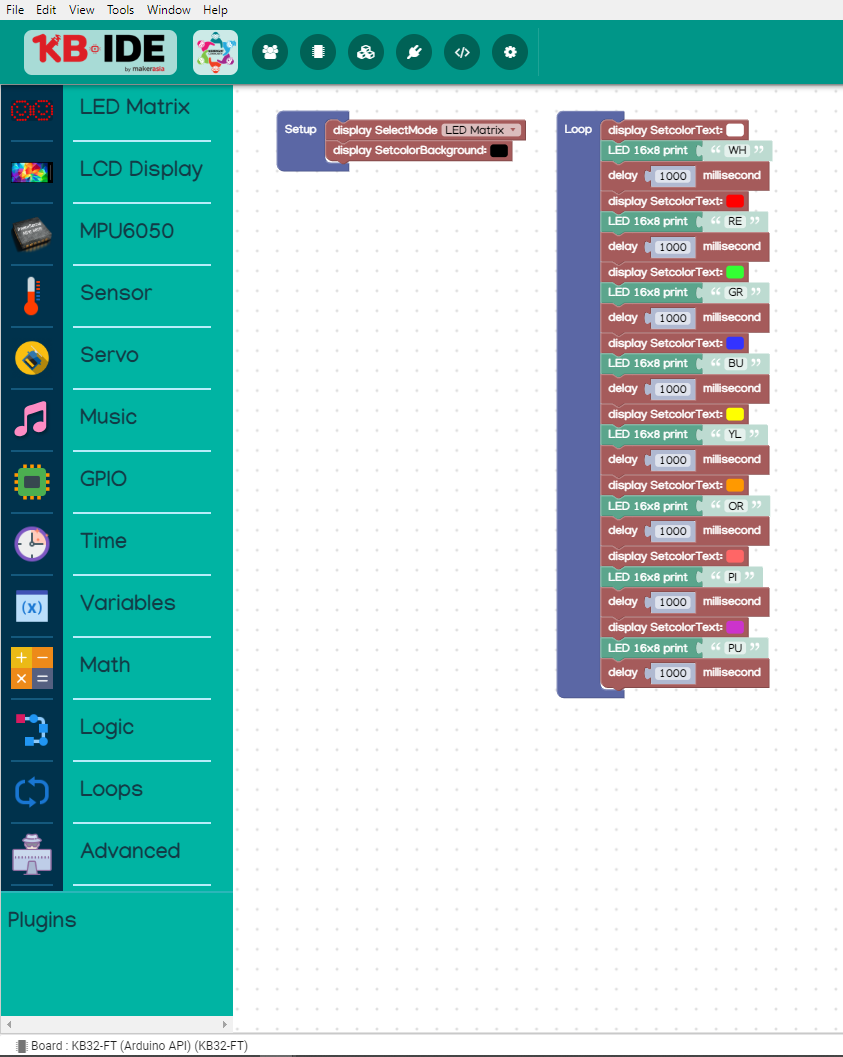 File Edit View Tools Window Help
KB IDE
by makerasia
LED Matrix
LCD Display
MPU6050
Sensor
Servo
Music
GPIO
Time
(x) Variables
Math
Logic
Loops
Advanced
Plugins
Setup display SelectMode LED Matrix
display SetcolorBackground:
Loop display SetcolorText:
LED 16x8 print “ WH ”
delay 1000 millisecond
display SetcolorText:
LED 16x8 print “ RE ”
delay 1000 millisecond
display SetcolorText:
LED 16x8 print “ GR ”
delay 1000 millisecond
display SetcolorText:
LED 16x8 print “ BU ”
delay 1000 millisecond
display SetcolorText:
LED 16x8 print “ YL ”
delay 1000 millisecond
display SetcolorText:
LED 16x8 print “ OR ”
delay 1000 millisecond
display SetcolorText:
LED 16x8 print “ PI ”
delay 1000 millisecond
display SetcolorText:
LED 16x8 print “ PU ”
delay 1000 millisecond
Board : KB32-FT (Arduino API) (KB32-FT)